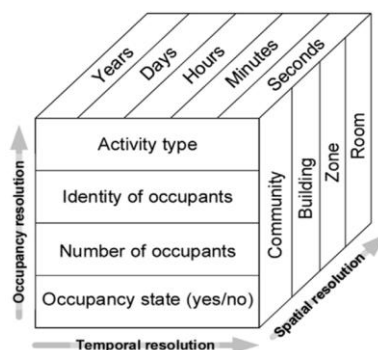 Years
Days
Hours
Minutes
Seconds
Activity type
Identity of occupants
Number of occupants
Occupancy state (yes/no)
Community
Building
Zone
Room
Occupancy resolution
Temporal resolution
Spatial resolution